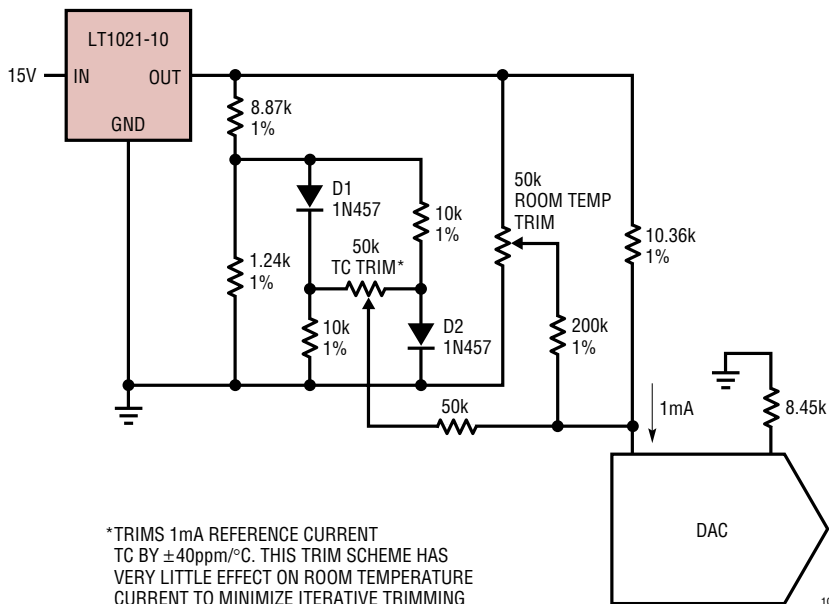 LT1021-10
15V
IN
OUT
GND
8.87k
1%
D1
1N457
10k
1%
50k
TC TRIM*
50k
ROOM TEMP
TRIM
10.36k
1%
1.24k
1%
10k
1%
D2
1N457
200k
1%
50k
1mA
8.45k
DAC
*TRIMS 1mA REFERENCE CURRENT
TC BY ±40ppm/°C. THIS TRIM SCHEME HAS
VERY LITTLE EFFECT ON ROOM TEMPERATURE
CURRENT TO MINIMIZE ITERATIVE TRIMMING